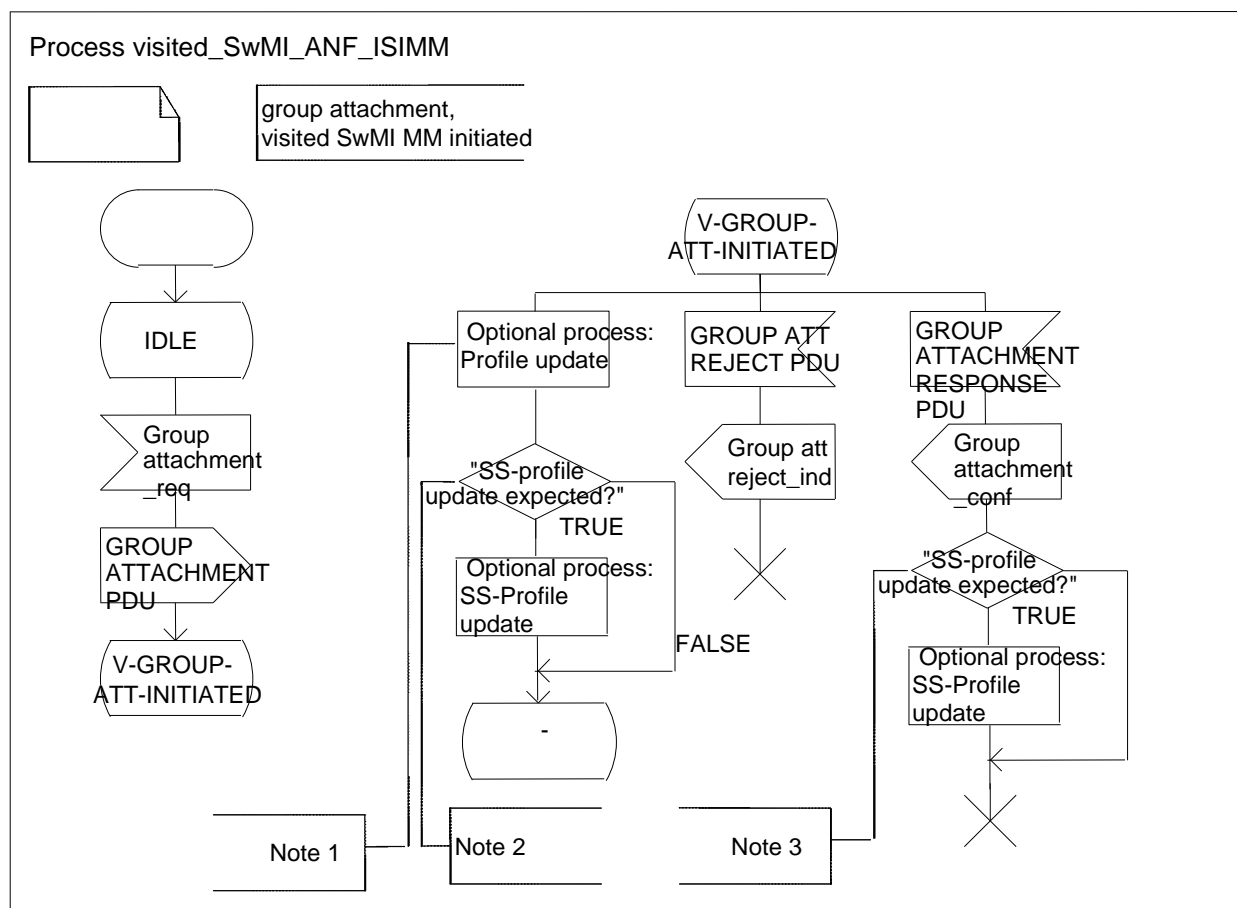 Process visited_SwMI_ANF_ISIMM
group attachment,
visited SwMI MM initiated
IDLE
Group
attachment
_req
GROUP
ATTACHMENT
PDU
V-GROUP-
ATT-INITIATED
V-GROUP-
ATT-INITIATED
Optional process:
Profile update
"SS-profile
update expected?"
TRUE
Optional process:
SS-Profile
update
FALSE
-
GROUP ATT
REJECT PDU
Group att
reject_ind
GROUP
ATTACHMENT
RESPONSE
PDU
Group
attachment
_conf
"SS-profile
update expected?"
TRUE
Optional process:
SS-Profile
update
Note 1
Note 2
Note 3